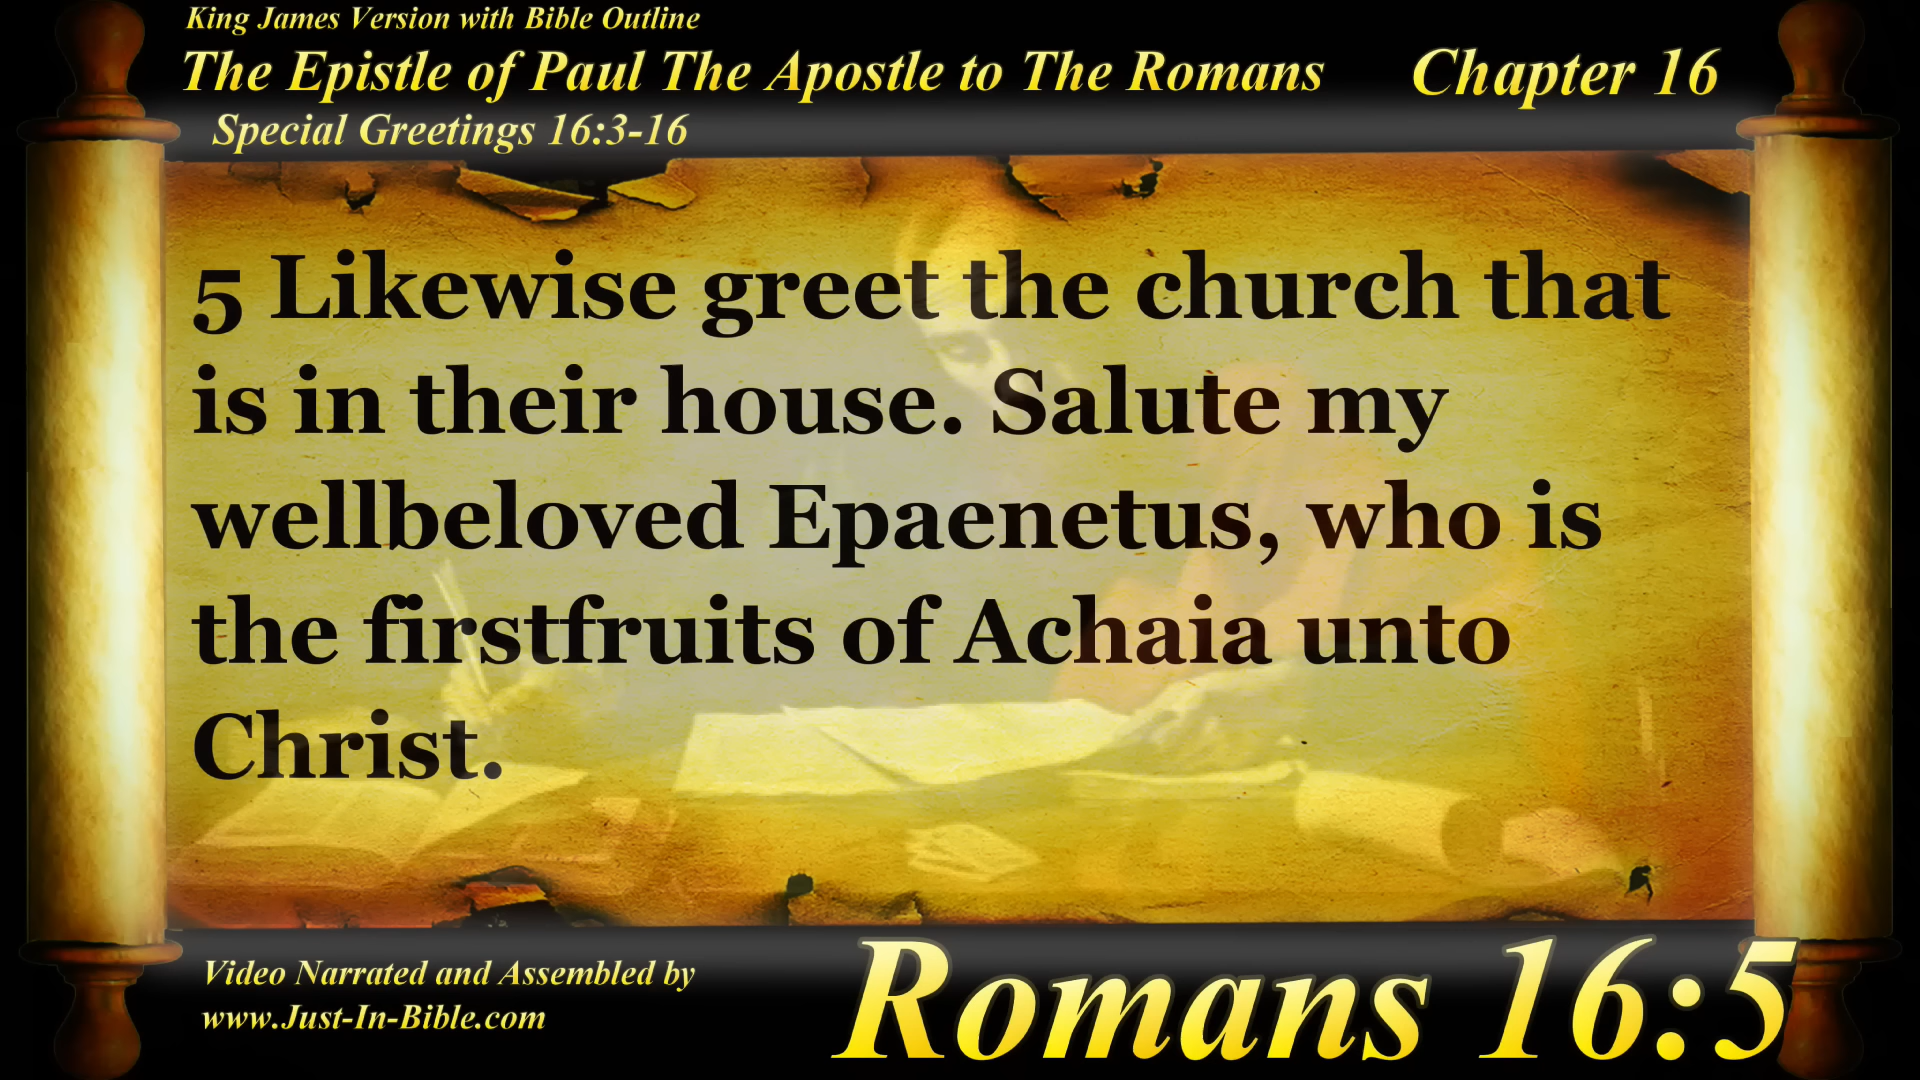 King James Version with Bible Outline
The Epistle of Paul The Apostle to The Romans
Chapter 16
Special Greetings 16:3-16
5 Likewise greet the church that
is in their house. Salute my
wellbeloved Epaenetus, who is
the firstfruits of Achaia unto
Christ.
Video Narrated and Assembled by
www.Just-In-Bible.com
Romans 16:5